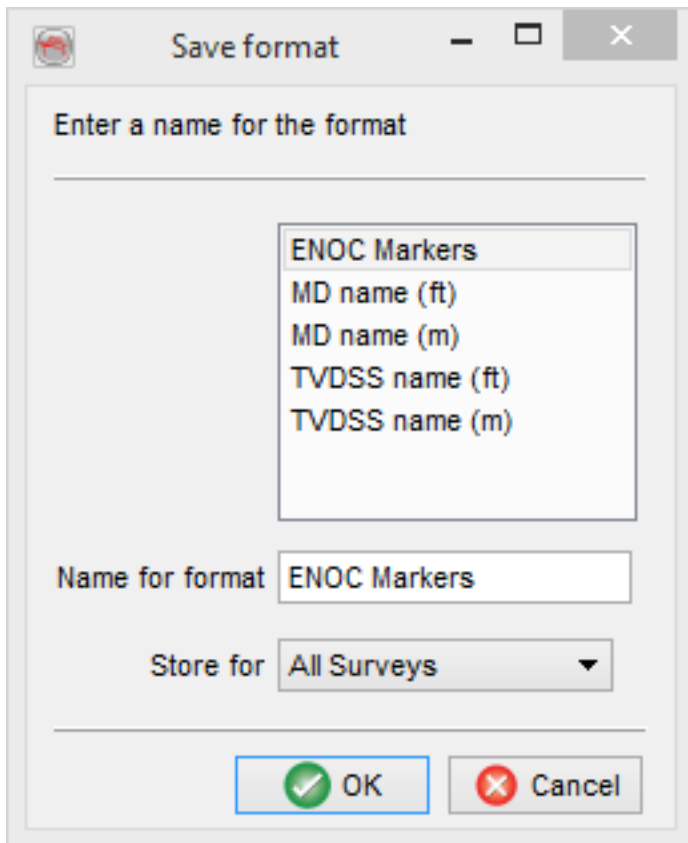 Save format
Enter a name for the format
ENOC Markers
MD name (ft)
MD name (m)
TVDSS name (ft)
TVDSS name (m)
Name for format ENOC Markers
Store for All Surveys
OK Cancel